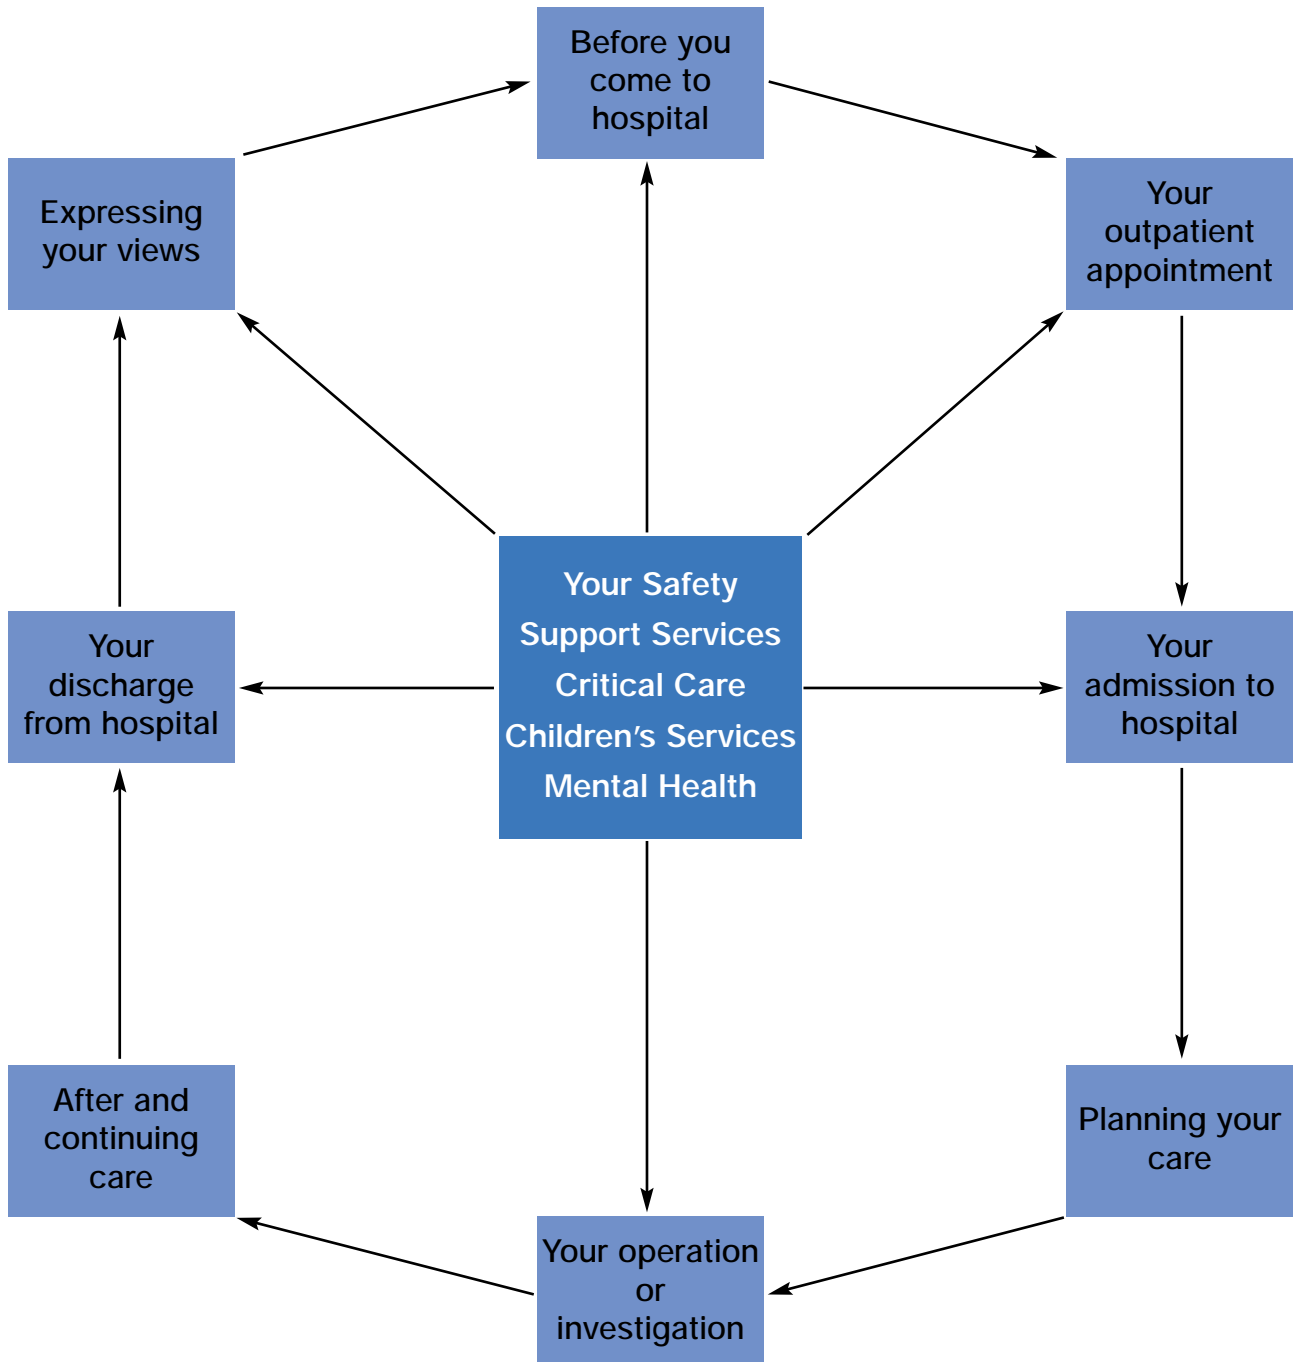 Before you
come to
hospital
Expressing
your views
Your
outpatient
appointment
Your Safety
Support Services
Critical Care
Children’s Services
Mental Health
Your
discharge
from hospital
Your
admission to
hospital
After and
continuing
care
Planning your
care
Your operation
or
investigation